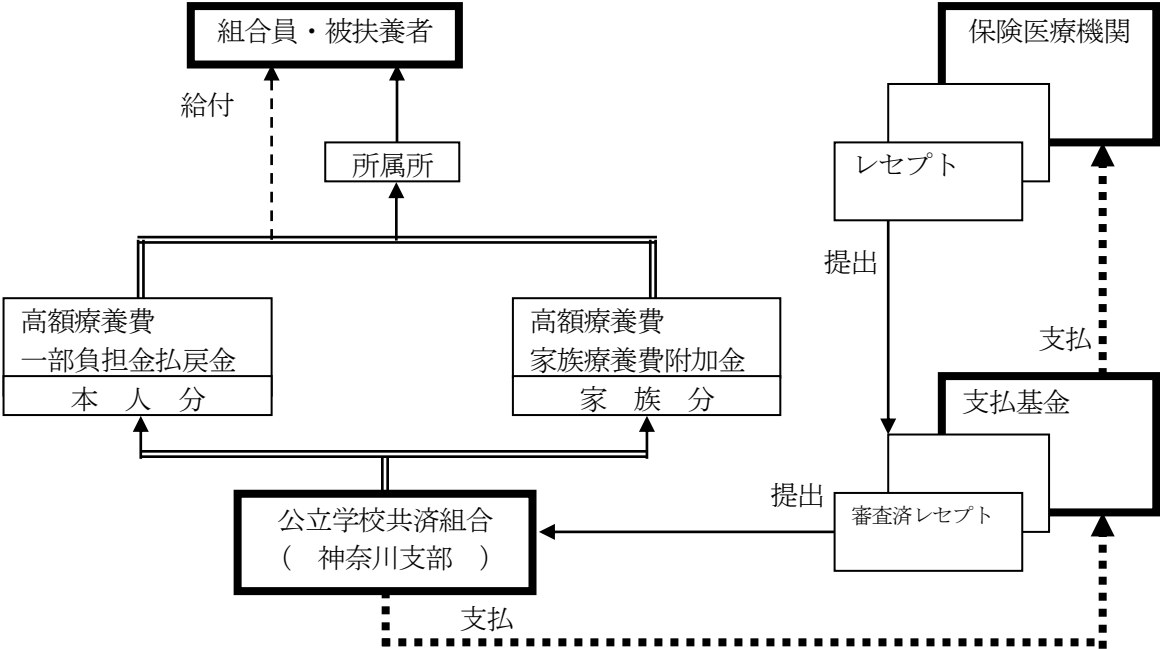 組合員・被扶養者
保険医療機関
給付
所属所
レセプト
提出
高額療養費
一部負担金払戻金
本 人 分
高額療養費
家族療養費附加金
家 族 分
支払
支払基金
提出
審査済レセプト
公立学校共済組合
( 神奈川支部 )
支払